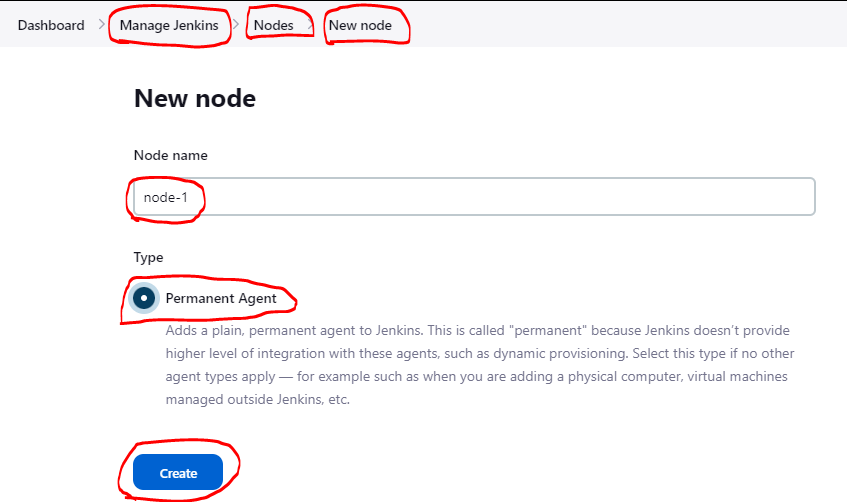 Dashboard > Manage Jenkins > Nodes > New node
New node
Node name
node-1
Type
Permanent Agent
Adds a plain, permanent agent to Jenkins. This is called "permanent" because Jenkins doesn't provide
higher level of integration with these agents, such as dynamic provisioning. Select this type if no other
agent types apply — for example such as when you are adding a physical computer, virtual machines
managed outside Jenkins, etc.
Create